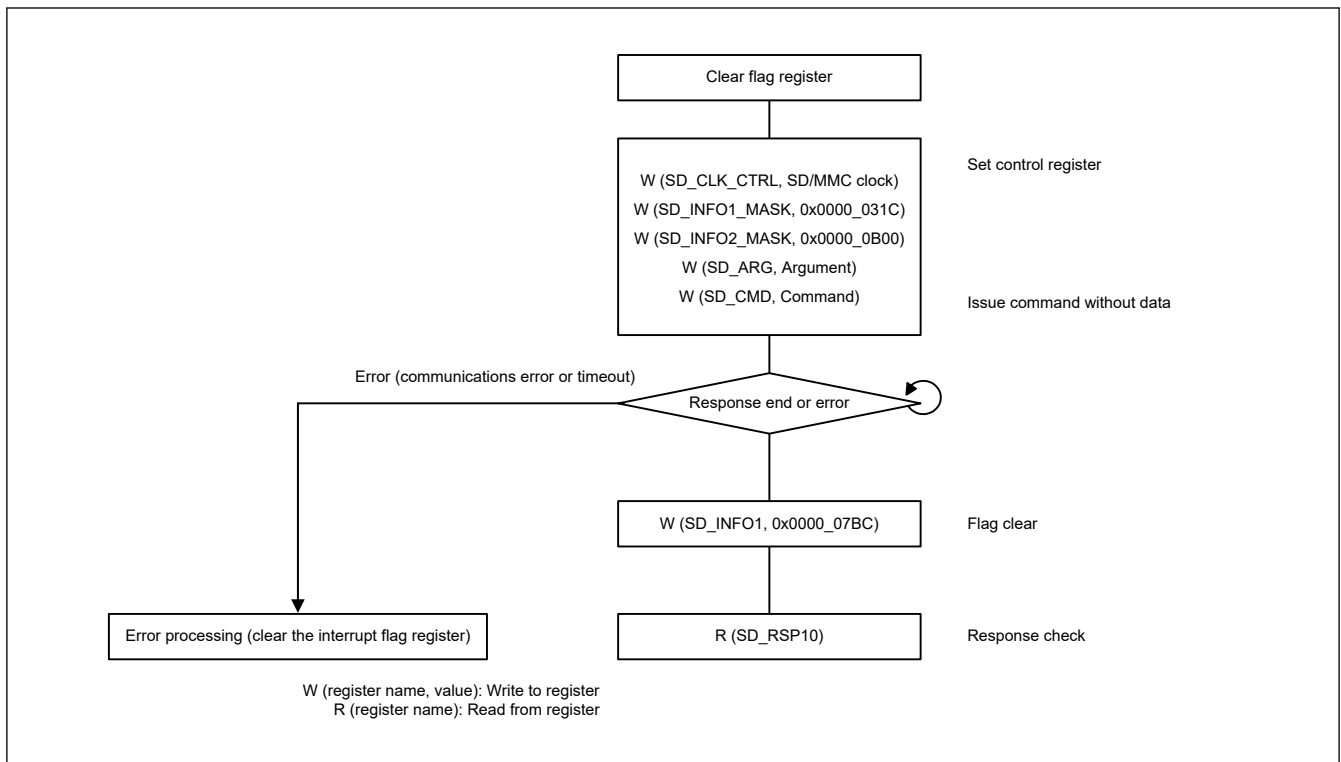 Clear flag register
Set control register
W (SD_CLK_CTRL, SD/MMC clock)
W (SD_INFO1_MASK, 0x0000_031C)
W (SD_INFO2_MASK, 0x0000_0B00)
W (SD_ARG, Argument)
W (SD_CMD, Command)
Issue command without data
Error (communications error or timeout)
Response end or error
W (SD_INFO1, 0x0000_07BC)
Flag clear
Error processing (clear the interrupt flag register)
R (SD_RSP10)
Response check
W (register name, value): Write to register
R (register name): Read from register